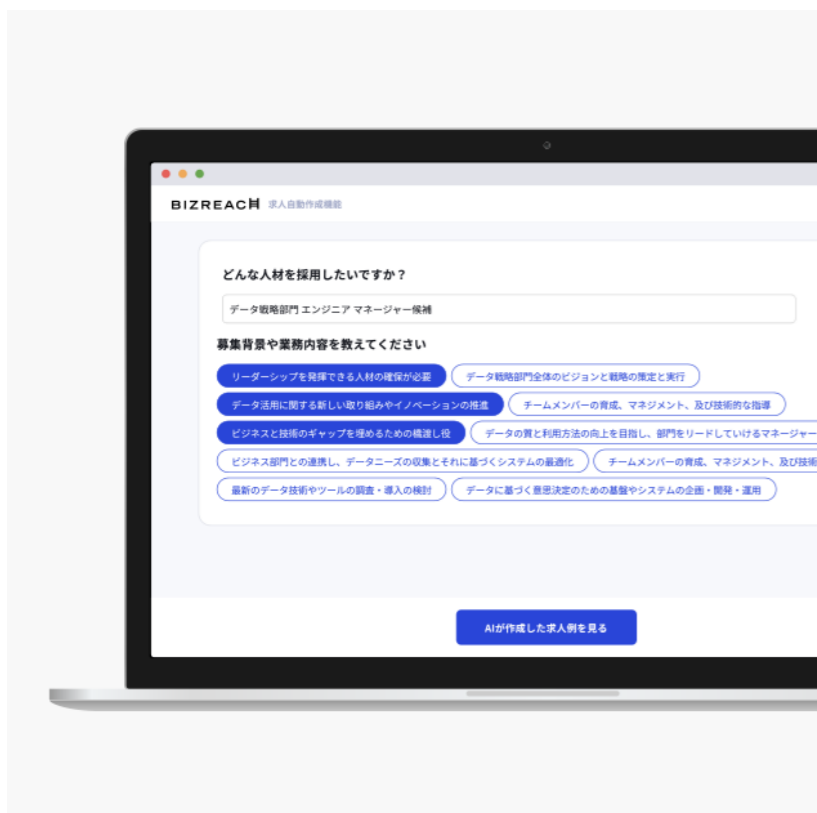 BIZREACH 求人自動作成機能
どんな人材を採用したいですか？
データ戦略部門 エンジニア マネージャー候補
募集背景や業務内容を教えてください
リーダーシップを発揮できる人材の確保が必要 データ戦略部門全体のビジョンと戦略の策定と実行
データ活用に関する新しい取り組みやイノベーションの推進 チームメンバーの育成、マネジメント、及び技術的な指導
ビジネスと技術のギャップを埋めるための橋渡し役 データの質と利用方法の向上を目指し、部門をリードしていけるマネージャー
ビジネス部門との連携し、データニーズの収集とそれに基づくシステムの最適化 チームメンバーの育成、マネジメント、及び技術
最新のデータ技術やツールの調査・導入の検討 データに基づく意思決定のための基盤やシステムの企画・開発・運用
AIが作成した求人例を見る